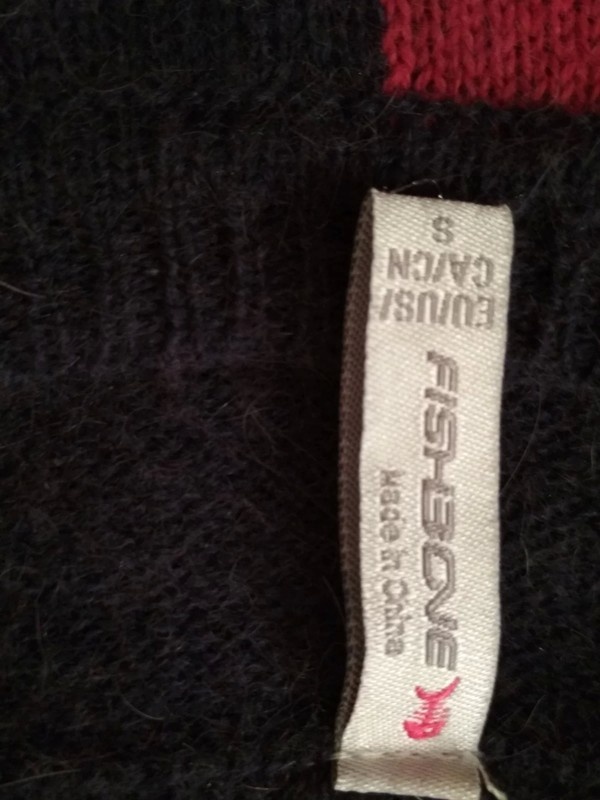 EU/US/
CA/CN
S
FISHBONE
Made in China